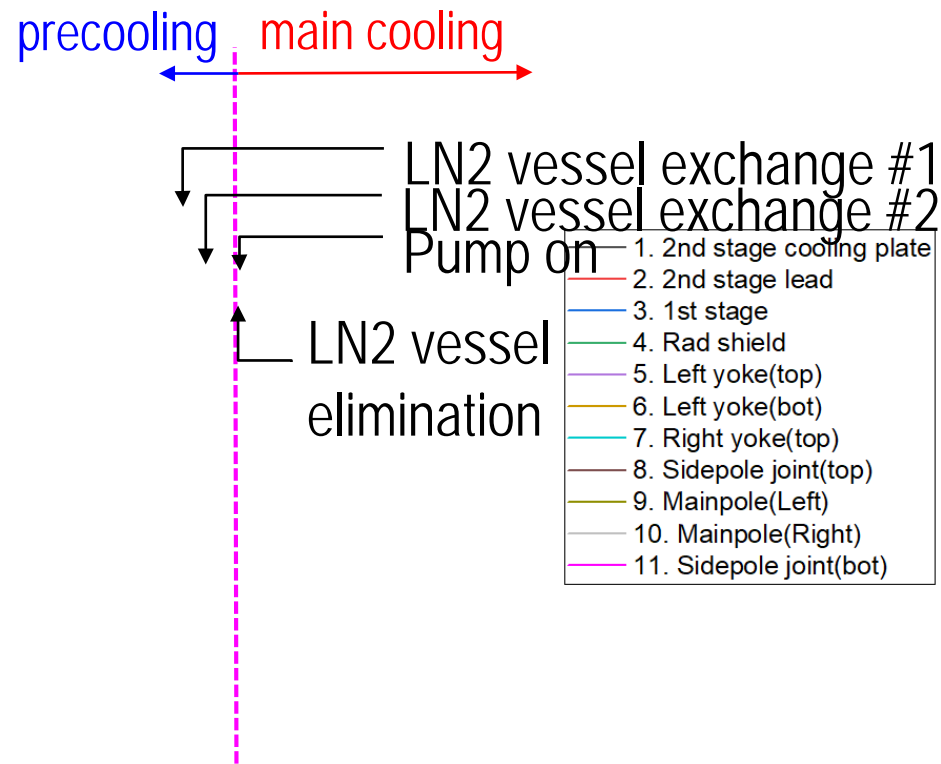 precooling main cooling
LN2 vessel exchange #1
LN2 vessel exchange #2
Pump on
LN2 vessel
elimination
1. 2nd stage cooling plate
2. 2nd stage lead
3. 1st stage
4. Rad shield
5. Left yoke(top)
6. Left yoke(bot)
7. Right yoke(top)
8. Sidepole joint(top)
9. Mainpole(Left)
10. Mainpole(Right)
11. Sidepole joint(bot)